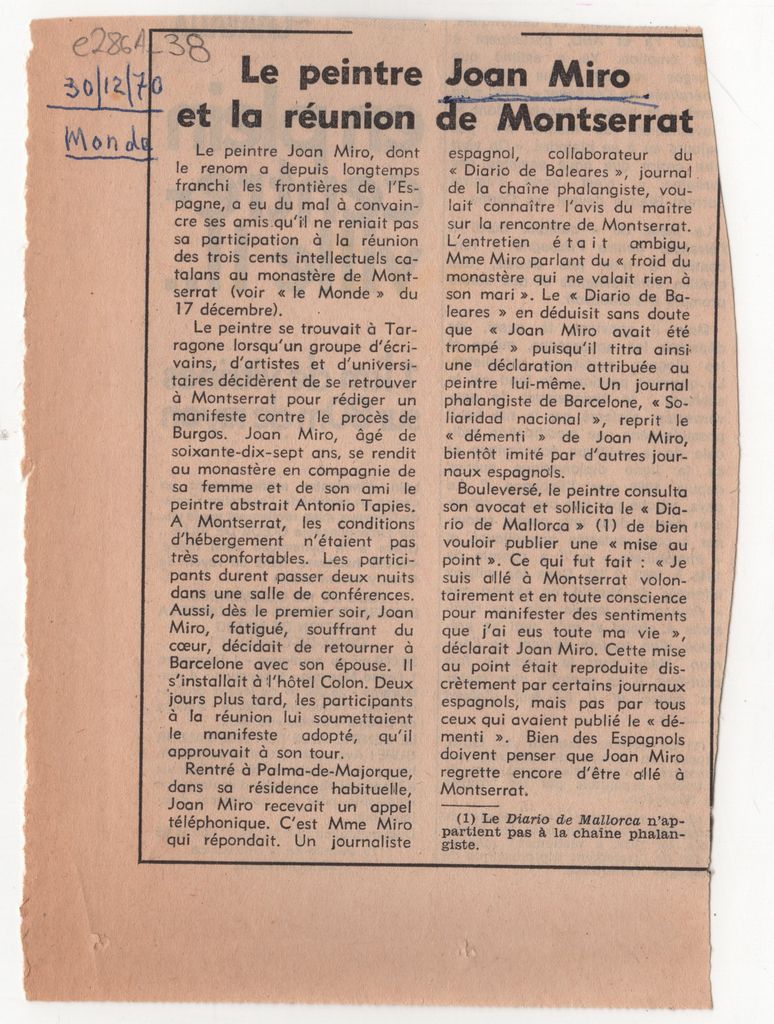 e286A-38
30/12/70
Monde
Le peintre Joan Miro
et la réunion de Montserrat
Le peintre Joan Miro, dont
le renom a depuis longtemps
franchi les frontières de l'Es-
pagne, a eu du mal à convain-
cre ses amis qu'il ne reniait pas
sa participation à la réunion
des trois cents intellectuels ca-
talans au monastère de Mont-
serrat (voir « le Monde » du
17 décembre).
Le peintre se trouvait à Tar-
ragone lorsqu'un groupe d'écri-
vains, d'artistes et d'universi-
taires décidèrent de se retrouver
à Montserrat pour rédiger un
manifeste contre le procès de
Burgos. Joan Miro, âgé de
soixante-dix-sept ans, se rendit
au monastère en compagnie de
sa femme et de son ami le
peintre abstrait Antonio Tapies.
A Montserrat, les conditions
d'hébergement n'étaient pas
très confortables. Les partici-
pants durent passer deux nuits
dans une salle de conférences.
Aussi, dès le premier soir, Joan
Miro, fatigué, souffrant du
cœur, décidait de retourner à
Barcelone avec son épouse. Il
s'installait à l'hôtel Colon. Deux
jours plus tard, les participants
à la réunion lui soumettaient
le manifeste adopté, qu'il
approuvait à son tour.
Rentré à Palma-de-Majorque,
dans sa résidence habituelle,
Joan Miro recevait un appel
téléphonique. C'est Mme Miro
qui répondait. Un journaliste
espagnol, collaborateur du
« Diario de Baleares », journal
de la chaîne phalangiste, vou-
lait connaître l'avis du maître
sur la rencontre de Montserrat.
L'entretien était ambigu,
Mme Miro parlant du « froid du
monastère qui ne valait rien à
son mari ». Le « Diario de Ba-
leares » en déduisit sans doute
que « Joan Miro avait été
trompé » puisqu'il titra ainsi
une déclaration attribuée au
peintre lui-même. Un journal
phalangiste de Barcelone, « So-
liaridad nacional », reprit le
« démenti » de Joan Miro,
bientôt imité par d'autres jour-
naux espagnols.
Bouleversé, le peintre consulta
son avocat et sollicita le « Dia-
rio de Mallorca » (1) de bien
vouloir publier une « mise au
point ». Ce qui fut fait : « Je
suis allé à Montserrat volon-
tairement et en toute conscience
pour manifester des sentiments
que j'ai eus toute ma vie »,
déclarait Joan Miro. Cette mise
au point était reproduite dis-
crètement par certains journaux
espagnols, mais pas par tous
ceux qui avaient publié le « dé-
menti ». Bien des Espagnols
doivent penser que Joan Miro
regrette encore d'être allé à
Montserrat.
(1) Le Diario de Mallorca n'ap-
partient pas à la chaîne phalan-
giste.